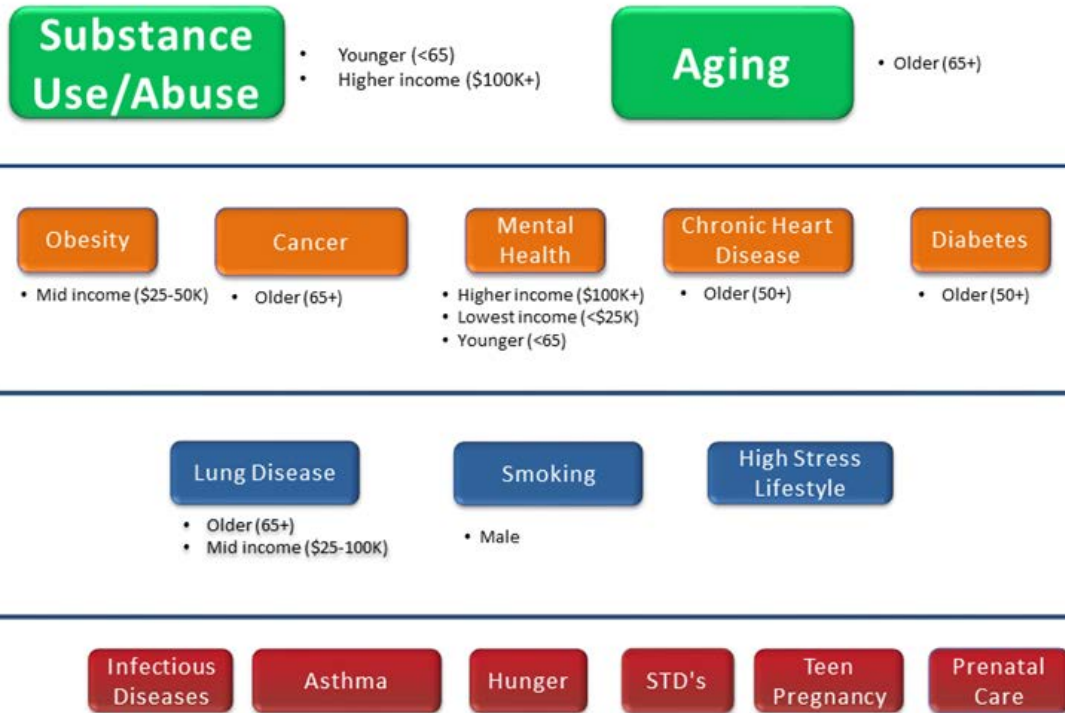 Substance
Use/Abuse
• Younger (<65)
• Higher income ($100K+)
Aging
• Older (65+)
Obesity
• Mid income ($25-50K)
Cancer
• Older (65+)
Mental
Health
• Higher income ($100K+)
• Lowest income (<$25K)
• Younger (<65)
Chronic Heart
Disease
• Older (50+)
Diabetes
• Older (50+)
Lung Disease
• Older (65+)
• Mid income ($25-100K)
Smoking
• Male
High Stress
Lifestyle
Infectious
Diseases
Asthma
Hunger
STD's
Teen
Pregnancy
Prenatal
Care